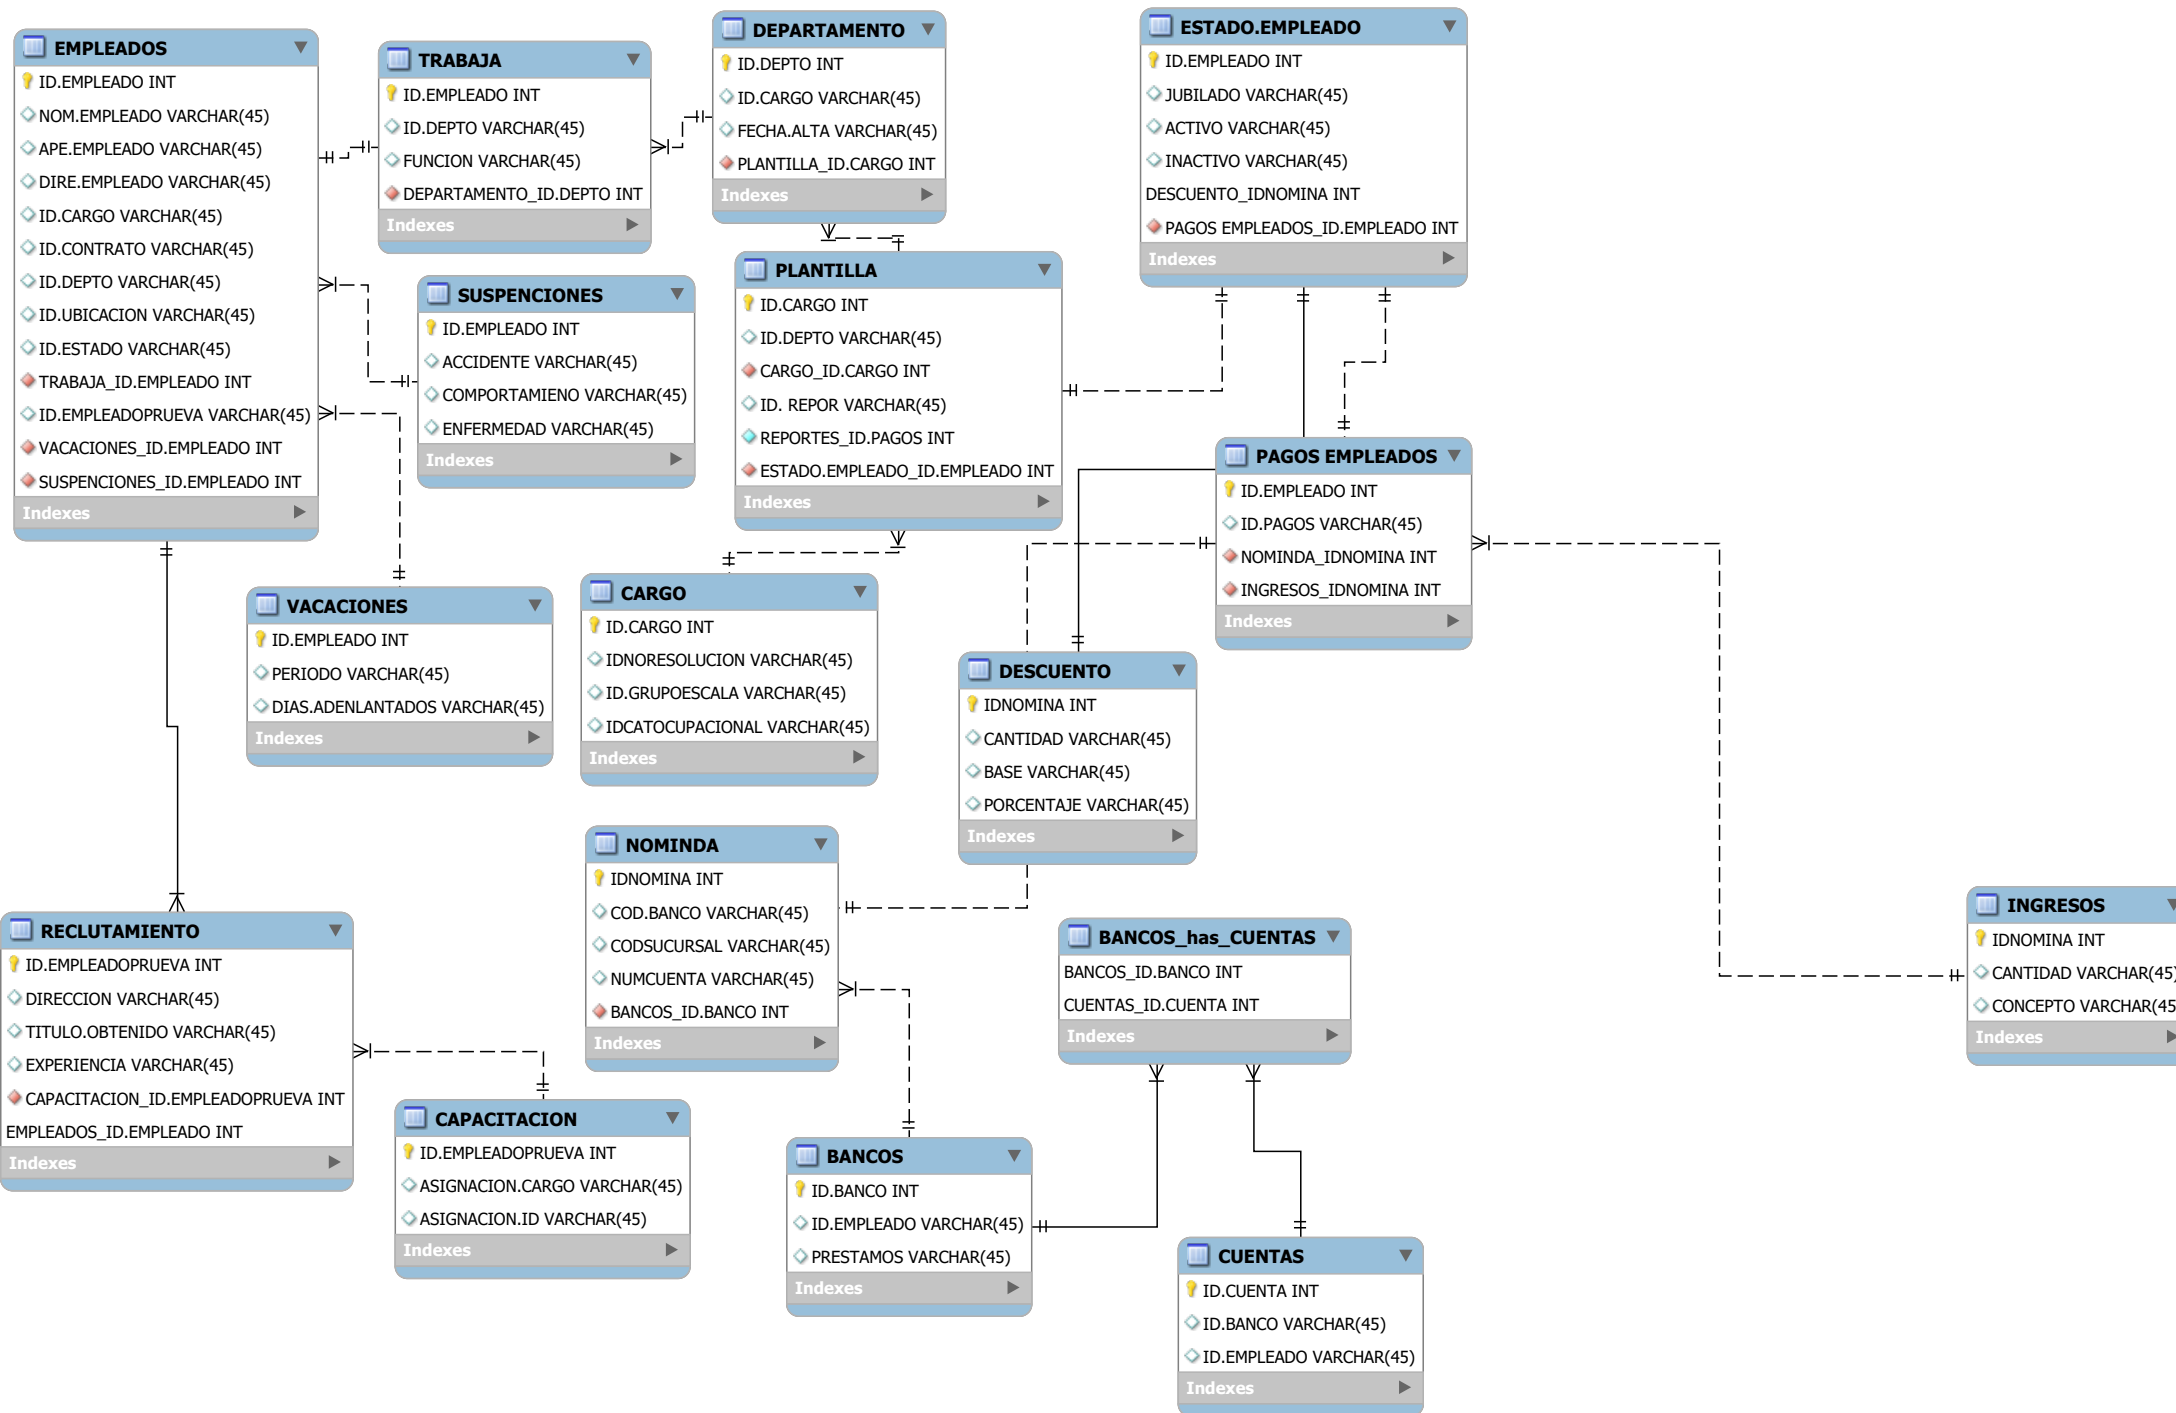 EMPLEADOS
ID.EMPLEADO INT
NOM.EMPLEADO VARCHAR(45)
APE.EMPLEADO VARCHAR(45)
DIRE.EMPLEADO VARCHAR(45)
ID.CARGO VARCHAR(45)
ID.CONTRATO VARCHAR(45)
ID.DEPTO VARCHAR(45)
ID.UBICACION VARCHAR(45)
ID.ESTADO VARCHAR(45)
TRABAJA_ID.EMPLEADO INT
ID.EMPLEADOPRUEVA VARCHAR(45)
VACACIONES_ID.EMPLEADO INT
SUSPENCIONES_ID.EMPLEADO INT
Indexes
TRABAJA
ID.EMPLEADO INT
ID.DEPTO VARCHAR(45)
FUNCION VARCHAR(45)
DEPARTAMENTO_ID.DEPTO INT
Indexes
DEPARTAMENTO
ID.DEPTO INT
ID.CARGO VARCHAR(45)
FECHA.ALTA VARCHAR(45)
PLANTILLA_ID.CARGO INT
Indexes
ESTADO.EMPLEADO
ID.EMPLEADO INT
JUBILADO VARCHAR(45)
ACTIVO VARCHAR(45)
INACTIVO VARCHAR(45)
DESCUENTO_IDNOMINA INT
PAGOS EMPLEADOS_ID.EMPLEADO INT
Indexes
SUSPENCIONES
ID.EMPLEADO INT
ACCIDENTE VARCHAR(45)
COMPORTAMIENO VARCHAR(45)
ENFERMEDAD VARCHAR(45)
Indexes
PLANTILLA
ID.CARGO INT
ID.DEPTO VARCHAR(45)
CARGO_ID.CARGO INT
ID. REPOR VARCHAR(45)
REPORTES_ID.PAGOS INT
ESTADO.EMPLEADO_ID.EMPLEADO INT
Indexes
PAGOS EMPLEADOS
ID.EMPLEADO INT
ID.PAGOS VARCHAR(45)
NOMINDA_IDNOMINA INT
INGRESOS_IDNOMINA INT
Indexes
VACACIONES
ID.EMPLEADO INT
PERIODO VARCHAR(45)
DIAS.ADENLANTADOS VARCHAR(45)
Indexes
CARGO
ID.CARGO INT
IDNORESOLUCION VARCHAR(45)
ID.GRUPOESCALA VARCHAR(45)
IDCATOCUPACIONAL VARCHAR(45)
Indexes
DESCUENTO
IDNOMINA INT
CANTIDAD VARCHAR(45)
BASE VARCHAR(45)
PORCENTAJE VARCHAR(45)
Indexes
NOMINDA
IDNOMINA INT
COD.BANCO VARCHAR(45)
CODSUCURSAL VARCHAR(45)
NUMCUENTA VARCHAR(45)
BANCOS_ID.BANCO INT
Indexes
RECLUTAMIENTO
ID.EMPLEADOPRUEVA INT
DIRECCION VARCHAR(45)
TITULO.OBTENIDO VARCHAR(45)
EXPERIENCIA VARCHAR(45)
CAPACITACION_ID.EMPLEADOPRUEVA INT
EMPLEADOS_ID.EMPLEADO INT
Indexes
BANCOS_has_CUENTAS
BANCOS_ID.BANCO INT
CUENTAS_ID.CUENTA INT
Indexes
INGRESOS
IDNOMINA INT
CANTIDAD VARCHAR(45)
CONCEPTO VARCHAR(45
Indexes
CAPACITACION
ID.EMPLEADOPRUEVA INT
ASIGNACION.CARGO VARCHAR(45)
ASIGNACION.ID VARCHAR(45)
Indexes
BANCOS
ID.BANCO INT
ID.EMPLEADO VARCHAR(45)
PRESTAMOS VARCHAR(45)
Indexes
CUENTAS
ID.CUENTA INT
ID.BANCO VARCHAR(45)
ID.EMPLEADO VARCHAR(45)
Indexes